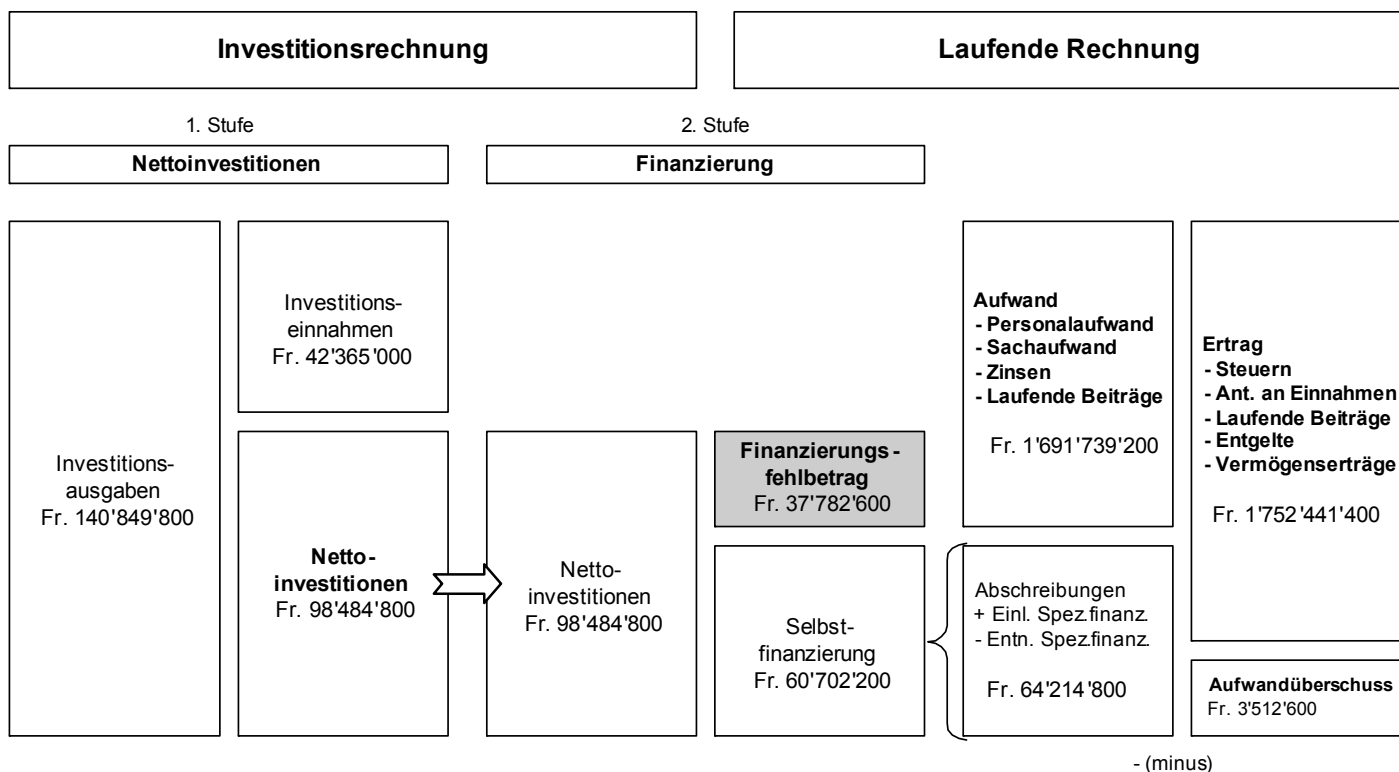 Investitionsrechnung
Laufende Rechnung
1. Stufe
2. Stufe
Nettoinvestitionen
Finanzierung
Investitions-
ausgaben
Fr. 140'849'800
Investitions-
einnahmen
Fr. 42'365'000
Netto-
investitionen
Fr. 98'484'800
Netto-
investitionen
Fr. 98'484'800
Finanzierungs-
fehlbetrag
Fr. 37'782'600
Selbst-
finanzierung
Fr. 60'702'200
Aufwand
- Personalaufwand
- Sachaufwand
- Zinsen
- Laufende Beiträge
Fr. 1'691'739'200
Abschreibungen
+ Einl. Spez.finanz.
- Entn. Spez.finanz.
Fr. 64'214'800
Ertrag
- Steuern
- Ant. an Einnahmen
- Laufende Beiträge
- Entgelte
- Vermögenserträge
Fr. 1'752'441'400
Aufwandüberschuss
Fr. 3'512'600
- (minus)